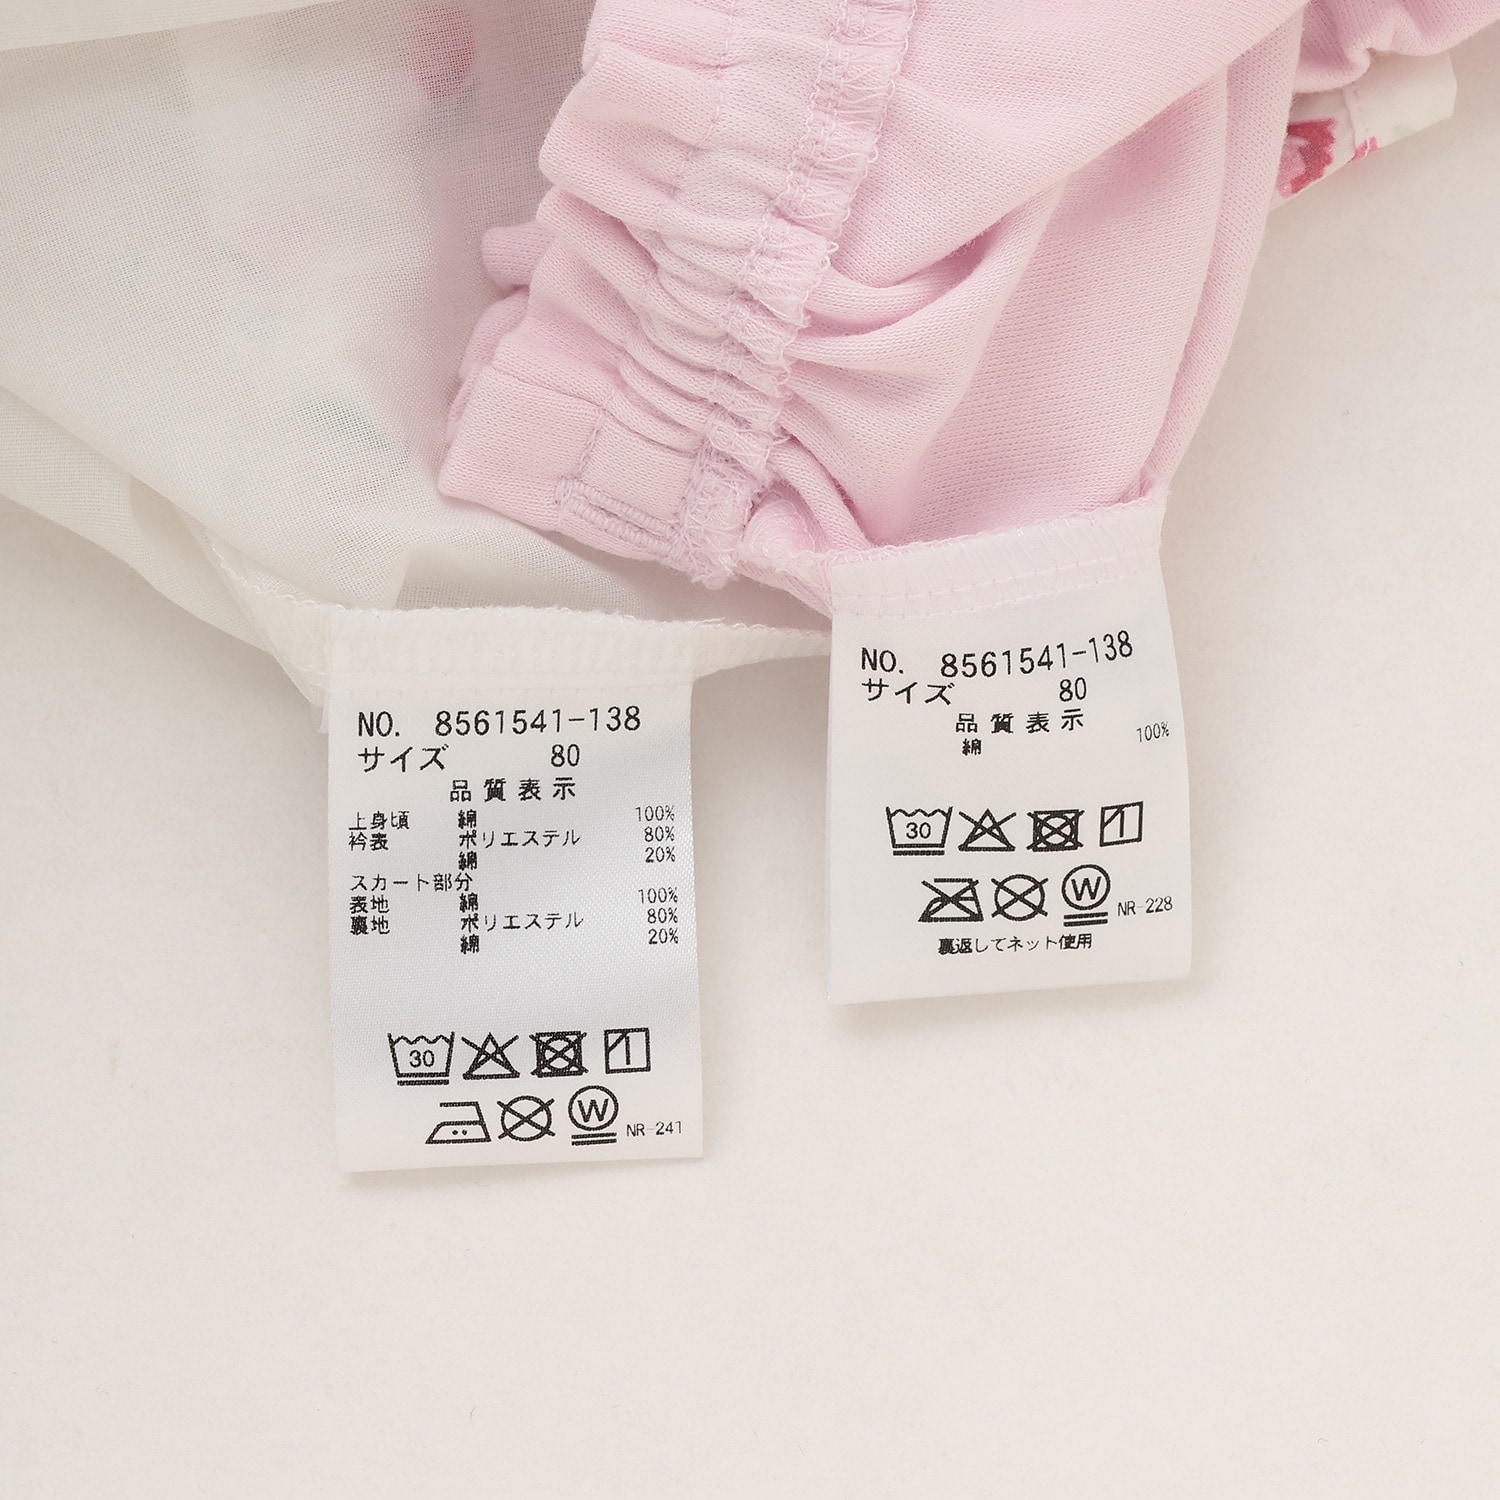 NO. 8561541-138
サイズ 80
品質表示
上身頃 綿 100%
衿表 ポリエステル 80%
綿 20%
スカート部分
表地 綿 100%
裏地 ポリエステル 80%
綿 20%
30
W NR-241
NO. 8561541-138
サイズ 80
品質表示
綿 100%
30
W NR-228
裏返してネット使用